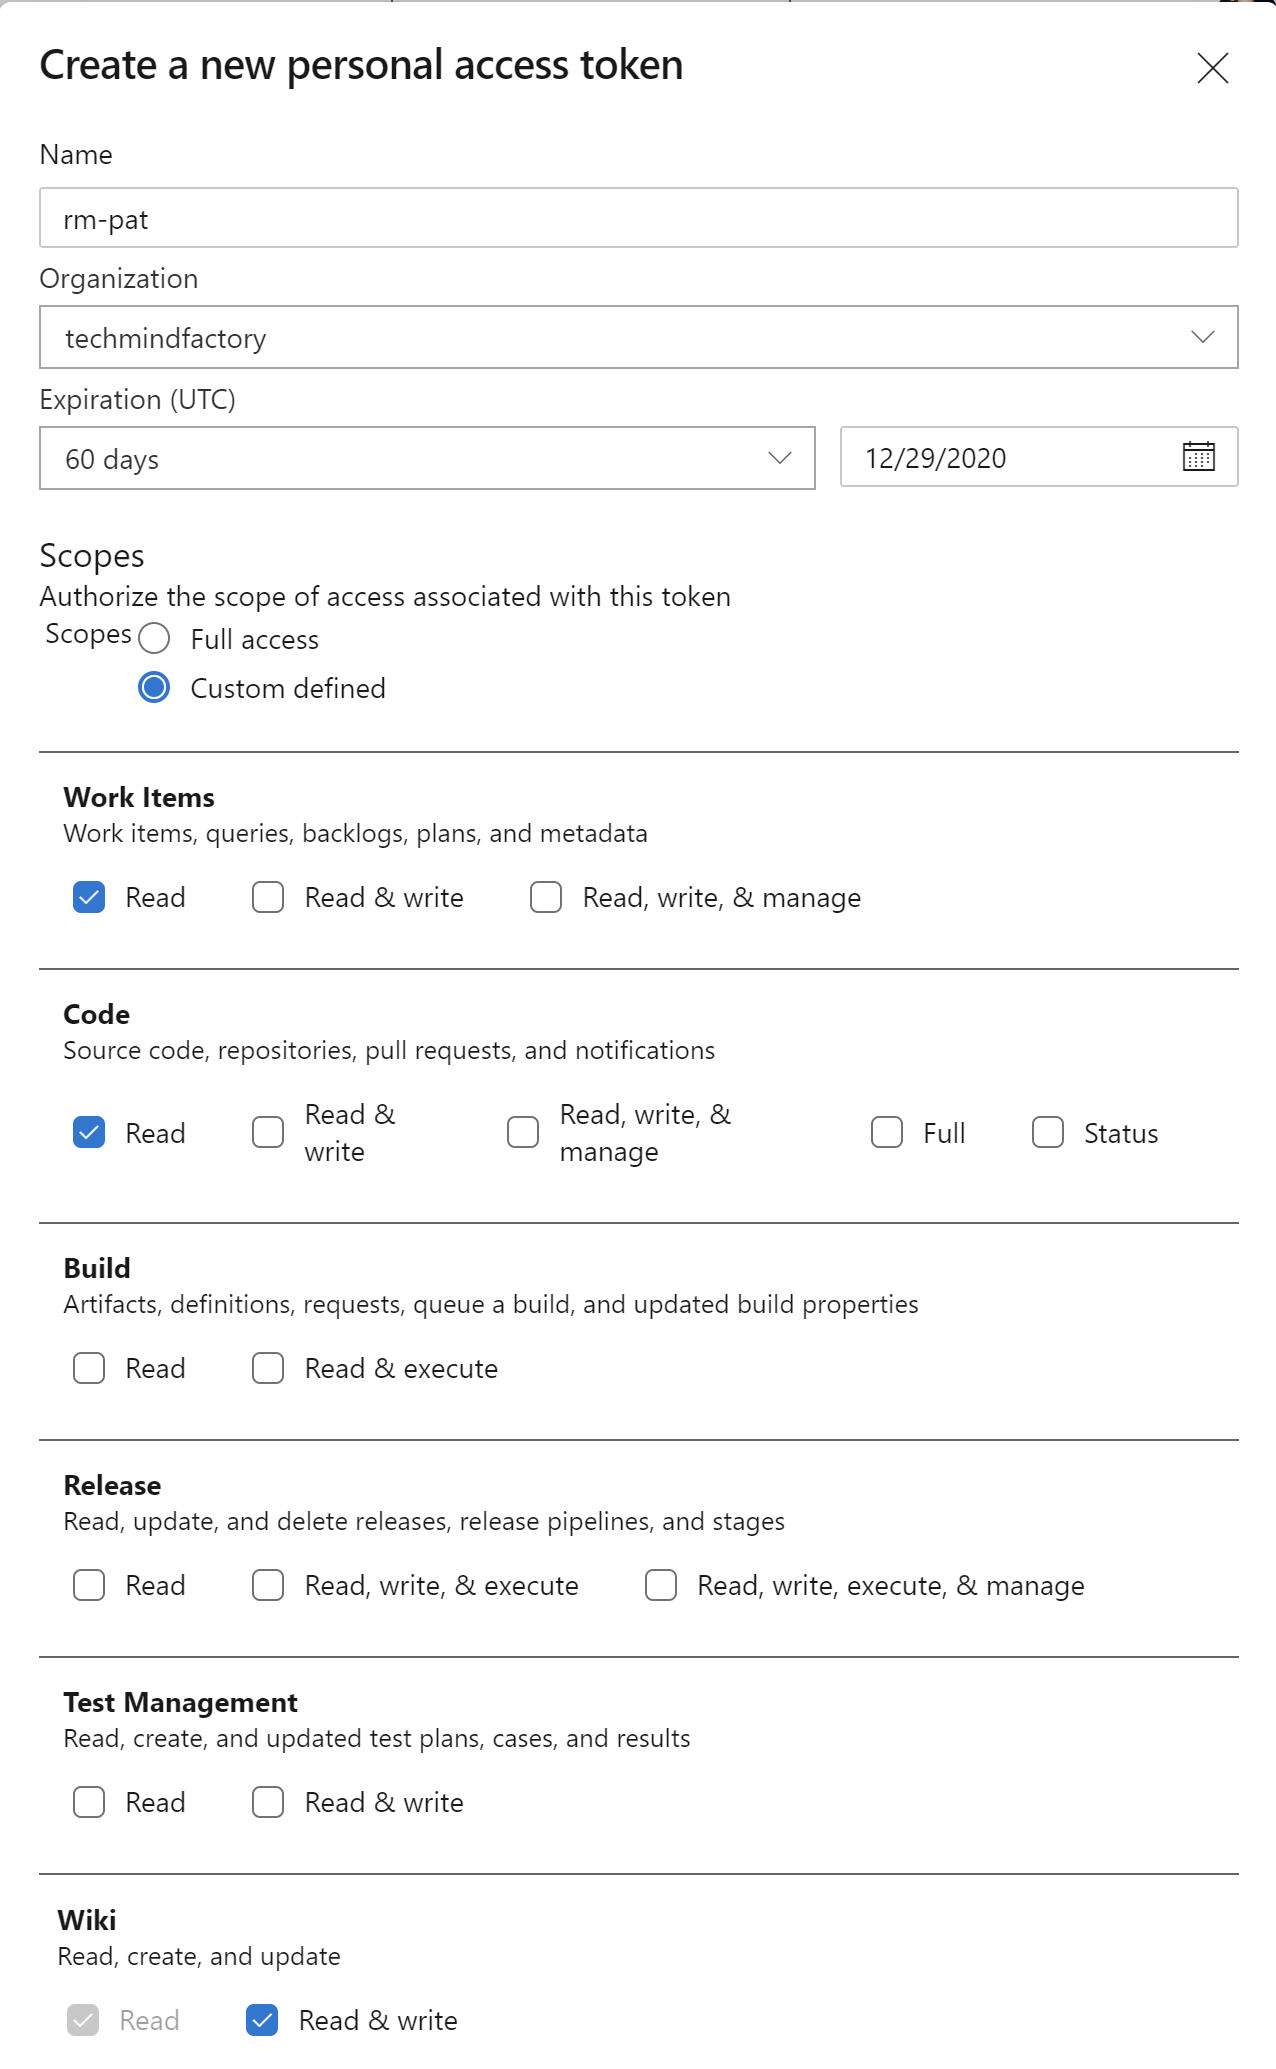 Create a new personal access token
Name
rm-pat
Organization
techmindfactory
Expiration (UTC)
60 days
12/29/2020
Scopes
Authorize the scope of access associated with this token
Scopes
Full access
Custom defined
Work Items
Work items, queries, backlogs, plans, and metadata
Read
Read & write
Read, write, & manage
Code
Source code, repositories, pull requests, and notifications
Read
Read &
write
Read, write, &
manage
Full
Status
Build
Artifacts, definitions, requests, queue a build, and updated build properties
Read
Read & execute
Release
Read, update, and delete releases, release pipelines, and stages
Read
Read, write, & execute
Read, write, execute, & manage
Test Management
Read, create, and updated test plans, cases, and results
Read
Read & write
Wiki
Read, create, and update
Read
Read & write